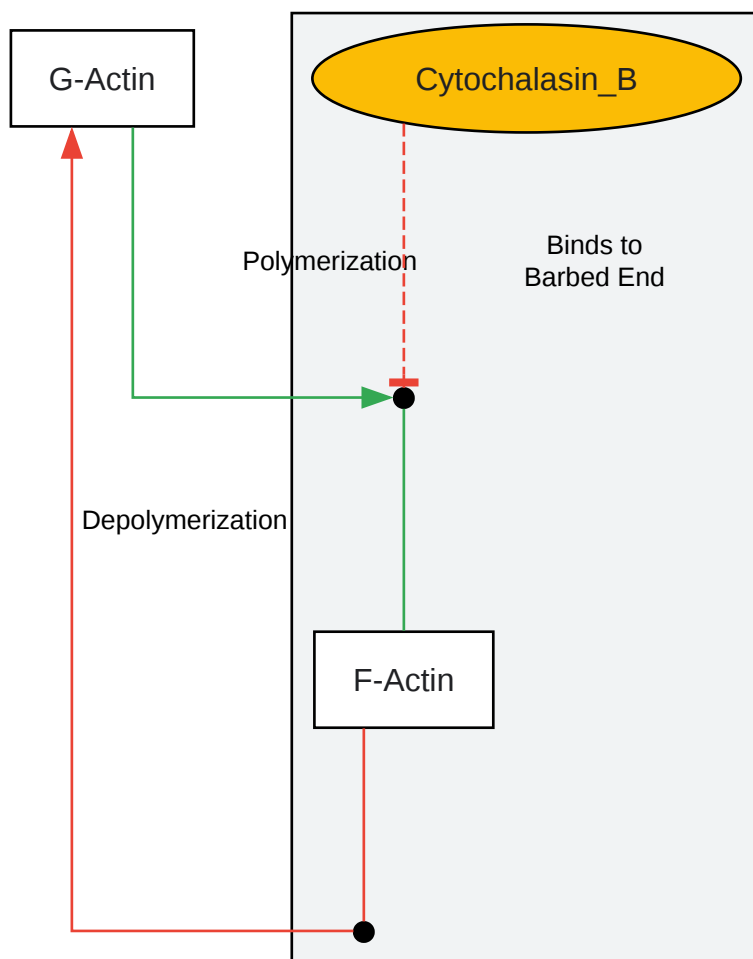 G-Actin
Cytochalasin_B
Polymerization
Binds to
Barbed End
Depolymerization
F-Actin